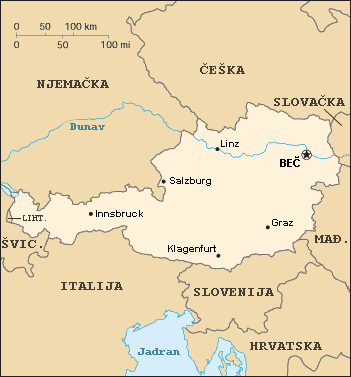 0 50 100 km
0 50 100 mi
ČEŠKA
NJEMAČKA
SLOVAČKA
Dunav
Linz
BEČ
Salzburg
Innsbruck
LIHT.
Graz
ŠVIC.
MAĐ.
Klagenfurt
ITALIJA
SLOVENIJA
HRVATSKA
Jadran